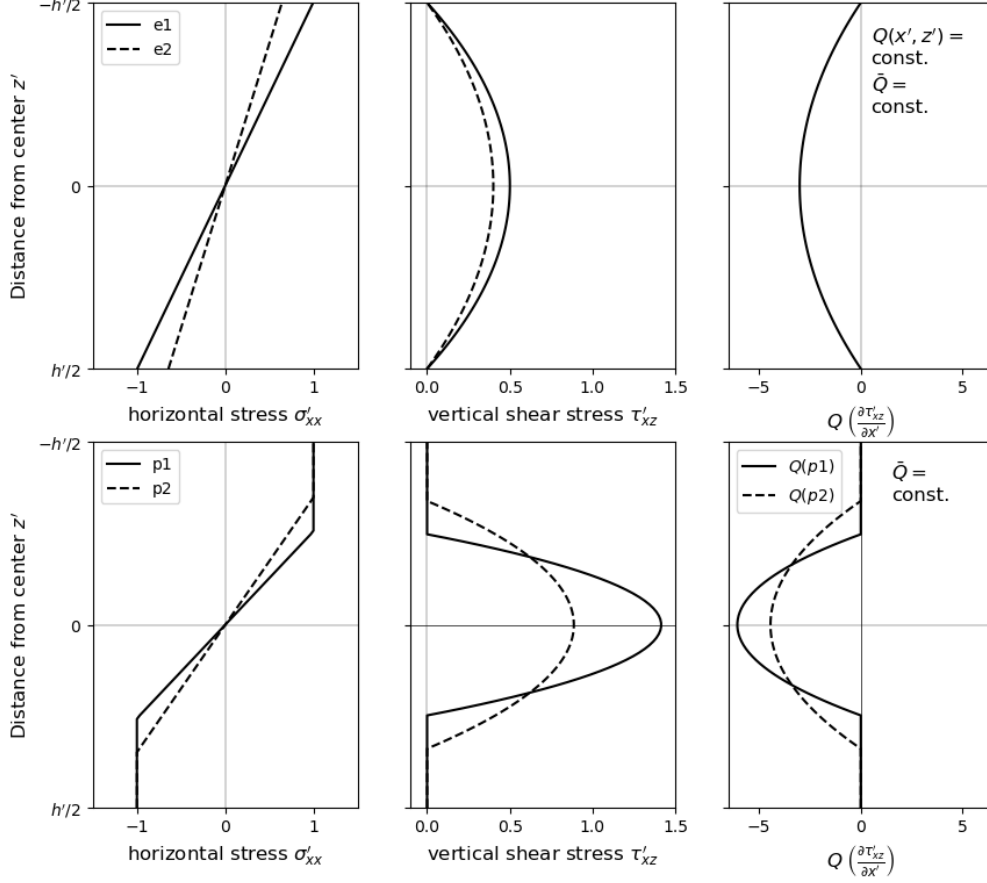 −h′/2
0
h′/2
Distance from center z′
e1
e2
−1
0
1
horizontal stress σ′xx
0.0
0.5
1.0
1.5
vertical shear stress τ′xz
Q(x′, z′) =
const.
Q̄ =
const.
−5
0
5
Q (∂τ′xz/∂x′)
−h′/2
0
h′/2
Distance from center z′
p1
p2
−1
0
1
horizontal stress σ′xx
0.0
0.5
1.0
1.5
vertical shear stress τ′xz
Q(p1)
Q(p2)
Q̄ =
const.
−5
0
5
Q (∂τ′xz/∂x′)